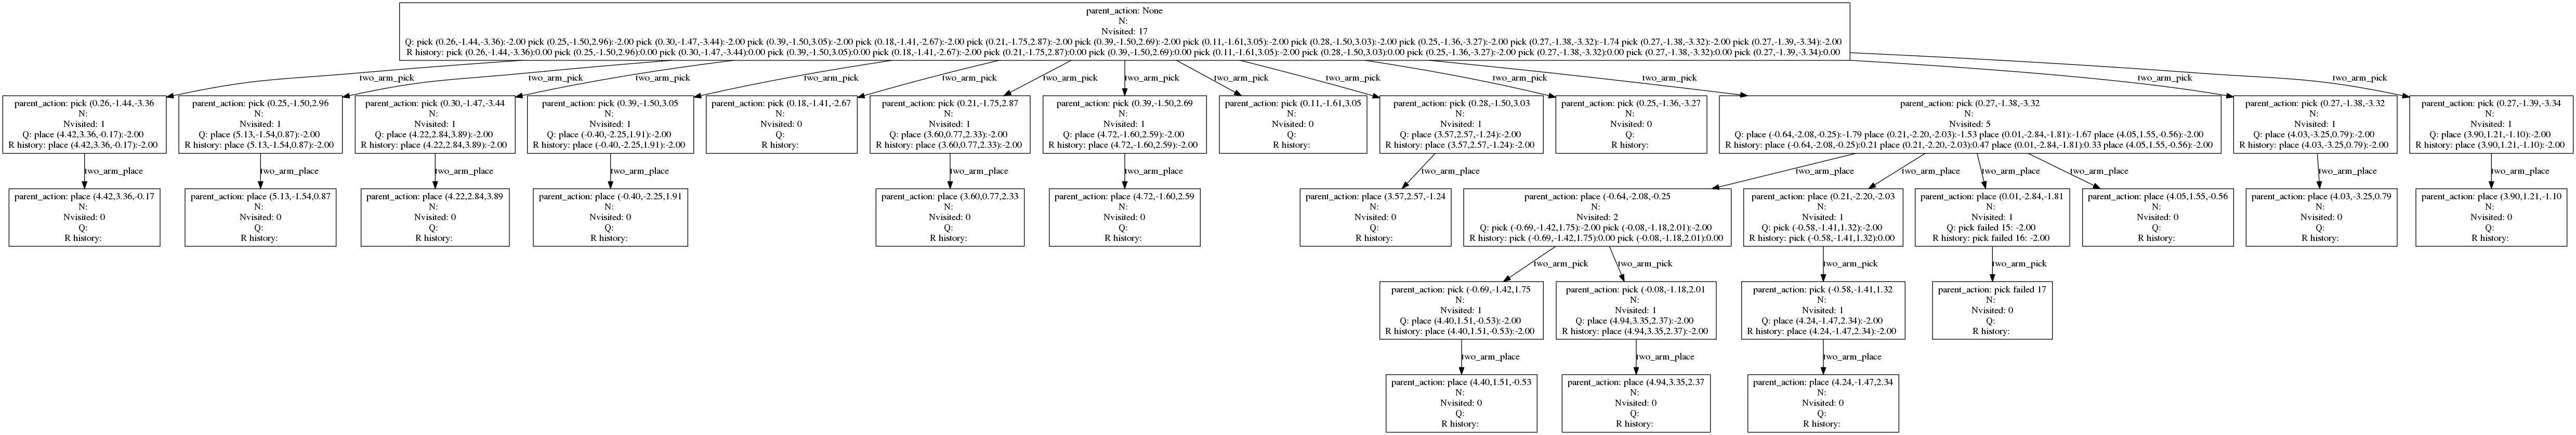 parent_action: None
N:
Nvisited: 17
Q: pick (0.26,-1.44,-3.36):-2.00 pick (0.25,-1.50,2.96):-2.00 pick (0.30,-1.47,-3.44):-2.00 pick (0.39,-1.50,3.05):-2.00 pick (0.18,-1.41,-2.67):-2.00 pick (0.21,-1.75,2.87):-2.00 pick (0.39,-1.50,2.69):-2.00 pick (0.11,-1.61,3.05):-2.00 pick (0.28,-1.50,3.03):-2.00 pick (0.25,-1.36,-3.27):-2.00 pick (0.27,-1.38,-3.32):-1.74 pick (0.27,-1.38,-3.32):-2.00 pick (0.27,-1.39,-3.34):-2.00
R history: pick (0.26,-1.44,-3.36):0.00 pick (0.25,-1.50,2.96):0.00 pick (0.30,-1.47,-3.44):0.00 pick (0.39,-1.50,3.05):0.00 pick (0.18,-1.41,-2.67):-2.00 pick (0.21,-1.75,2.87):0.00 pick (0.39,-1.50,2.69):0.00 pick (0.11,-1.61,3.05):-2.00 pick (0.28,-1.50,3.03):0.00 pick (0.25,-1.36,-3.27):-2.00 pick (0.27,-1.38,-3.32):0.00 pick (0.27,-1.38,-3.32):0.00 pick (0.27,-1.39,-3.34):0.00
two_arm_pick
two_arm_pick
two_arm_pick
two_arm_pick
two_arm_pick
two_arm_pick
two_arm_pick
two_arm_pick
two_arm_pick
two_arm_pick
two_arm_pick
two_arm_pick
two_arm_pick
parent_action: pick (0.26,-1.44,-3.36
N:
Nvisited: 1
Q: place (4.42,3.36,-0.17):-2.00
R history: place (4.42,3.36,-0.17):-2.00
parent_action: pick (0.25,-1.50,2.96
N:
Nvisited: 1
Q: place (5.13,-1.54,0.87):-2.00
R history: place (5.13,-1.54,0.87):-2.00
parent_action: pick (0.30,-1.47,-3.44
N:
Nvisited: 1
Q: place (4.22,2.84,3.89):-2.00
R history: place (4.22,2.84,3.89):-2.00
parent_action: pick (0.39,-1.50,3.05
N:
Nvisited: 1
Q: place (-0.40,-2.25,1.91):-2.00
R history: place (-0.40,-2.25,1.91):-2.00
parent_action: pick (0.18,-1.41,-2.67
N:
Nvisited: 0
Q:
R history:
parent_action: pick (0.21,-1.75,2.87
N:
Nvisited: 1
Q: place (3.60,0.77,2.33):-2.00
R history: place (3.60,0.77,2.33):-2.00
parent_action: pick (0.39,-1.50,2.69
N:
Nvisited: 1
Q: place (4.72,-1.60,2.59):-2.00
R history: place (4.72,-1.60,2.59):-2.00
parent_action: pick (0.11,-1.61,3.05
N:
Nvisited: 0
Q:
R history:
parent_action: pick (0.28,-1.50,3.03
N:
Nvisited: 1
Q: place (3.57,2.57,-1.24):-2.00
R history: place (3.57,2.57,-1.24):-2.00
parent_action: pick (0.25,-1.36,-3.27
N:
Nvisited: 0
Q:
R history:
parent_action: pick (0.27,-1.38,-3.32
N:
Nvisited: 5
Q: place (-0.64,-2.08,-0.25):-1.79 place (0.21,-2.20,-2.03):-1.53 place (0.01,-2.84,-1.81):-1.67 place (4.05,1.55,-0.56):-2.00
R history: place (-0.64,-2.08,-0.25):0.21 place (0.21,-2.20,-2.03):0.47 place (0.01,-2.84,-1.81):0.33 place (4.05,1.55,-0.56):-2.00
parent_action: pick (0.27,-1.38,-3.32
N:
Nvisited: 1
Q: place (4.03,-3.25,0.79):-2.00
R history: place (4.03,-3.25,0.79):-2.00
parent_action: pick (0.27,-1.39,-3.34
N:
Nvisited: 1
Q: place (3.90,1.21,-1.10):-2.00
R history: place (3.90,1.21,-1.10):-2.00
two_arm_place
two_arm_place
two_arm_place
two_arm_place
two_arm_place
two_arm_place
two_arm_place
two_arm_place
two_arm_place
two_arm_place
two_arm_place
two_arm_place
two_arm_place
parent_action: place (4.42,3.36,-0.17
N:
Nvisited: 0
Q:
R history:
parent_action: place (5.13,-1.54,0.87
N:
Nvisited: 0
Q:
R history:
parent_action: place (4.22,2.84,3.89
N:
Nvisited: 0
Q:
R history:
parent_action: place (-0.40,-2.25,1.91
N:
Nvisited: 0
Q:
R history:
parent_action: place (3.60,0.77,2.33
N:
Nvisited: 0
Q:
R history:
parent_action: place (4.72,-1.60,2.59
N:
Nvisited: 0
Q:
R history:
parent_action: place (3.57,2.57,-1.24
N:
Nvisited: 0
Q:
R history:
parent_action: place (-0.64,-2.08,-0.25
N:
Nvisited: 2
Q: pick (-0.69,-1.42,1.75):-2.00 pick (-0.08,-1.18,2.01):-2.00
R history: pick (-0.69,-1.42,1.75):0.00 pick (-0.08,-1.18,2.01):0.00
parent_action: place (0.21,-2.20,-2.03
N:
Nvisited: 1
Q: pick (-0.58,-1.41,1.32):-2.00
R history: pick (-0.58,-1.41,1.32):0.00
parent_action: place (0.01,-2.84,-1.81
N:
Nvisited: 1
Q: pick failed 15: -2.00
R history: pick failed 16: -2.00
parent_action: place (4.05,1.55,-0.56
N:
Nvisited: 0
Q:
R history:
parent_action: place (4.03,-3.25,0.79
N:
Nvisited: 0
Q:
R history:
parent_action: place (3.90,1.21,-1.10
N:
Nvisited: 0
Q:
R history:
two_arm_pick
two_arm_pick
two_arm_pick
two_arm_pick
parent_action: pick (-0.69,-1.42,1.75
N:
Nvisited: 1
Q: place (4.40,1.51,-0.53):-2.00
R history: place (4.40,1.51,-0.53):-2.00
parent_action: pick (-0.08,-1.18,2.01
N:
Nvisited: 1
Q: place (4.94,3.35,2.37):-2.00
R history: place (4.94,3.35,2.37):-2.00
parent_action: pick (-0.58,-1.41,1.32
N:
Nvisited: 1
Q: place (4.24,-1.47,2.34):-2.00
R history: place (4.24,-1.47,2.34):-2.00
parent_action: pick failed 17
N:
Nvisited: 0
Q:
R history:
two_arm_place
two_arm_place
two_arm_place
parent_action: place (4.40,1.51,-0.53
N:
Nvisited: 0
Q:
R history:
parent_action: place (4.94,3.35,2.37
N:
Nvisited: 0
Q:
R history:
parent_action: place (4.24,-1.47,2.34
N:
Nvisited: 0
Q:
R history: